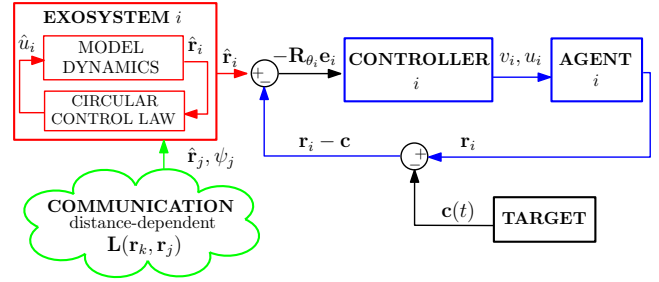 EXOSYSTEM i
û_i
MODEL
DYNAMICS
r̂_i
CIRCULAR
CONTROL LAW
r̂_i
+
−
−R_{θ_i}e_i
CONTROLLER
i
v_i, u_i
AGENT
i
r_i − c
+
−
r_i
c(t)
TARGET
r̂_j, ψ_j
COMMUNICATION
distance-dependent
L(r_k, r_j)